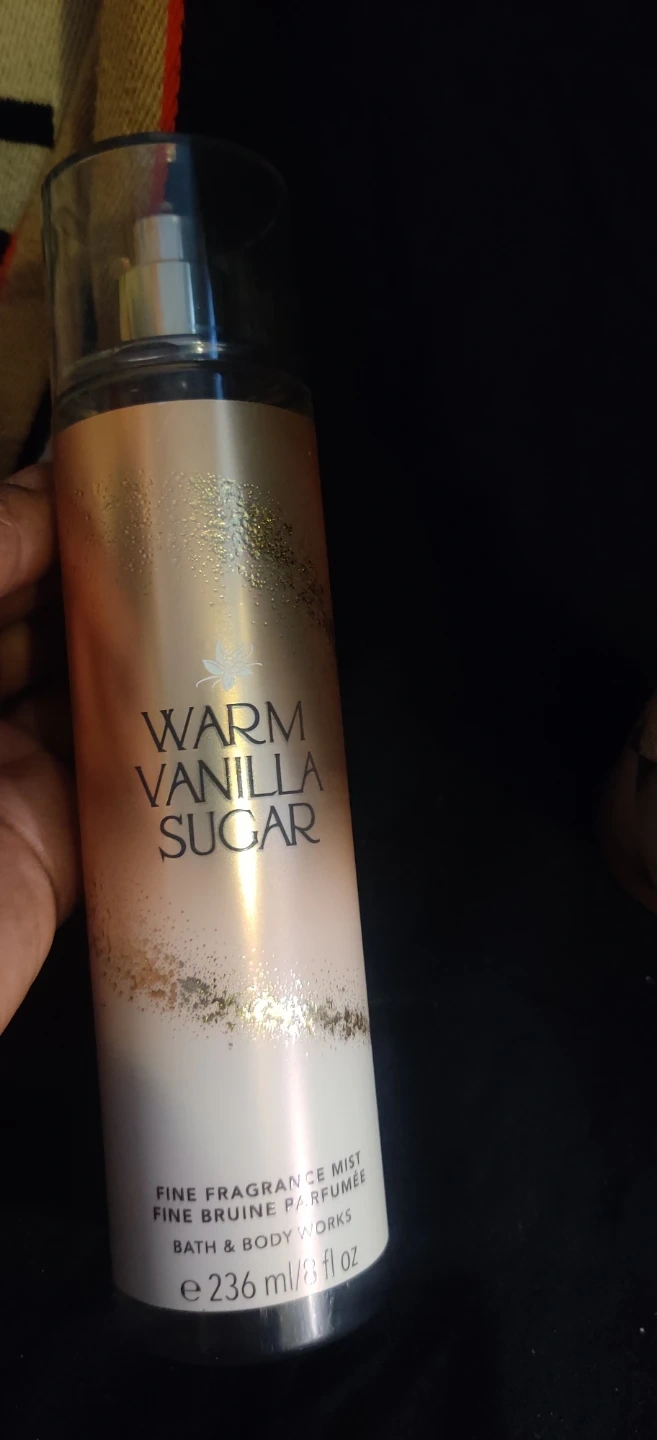 WARM
VANILLA
SUGAR
FINE FRAGRANCE MIST
FINE BRUINE PARFUMÉE
BATH & BODY WORKS
℮ 236 ml/8 fl oz